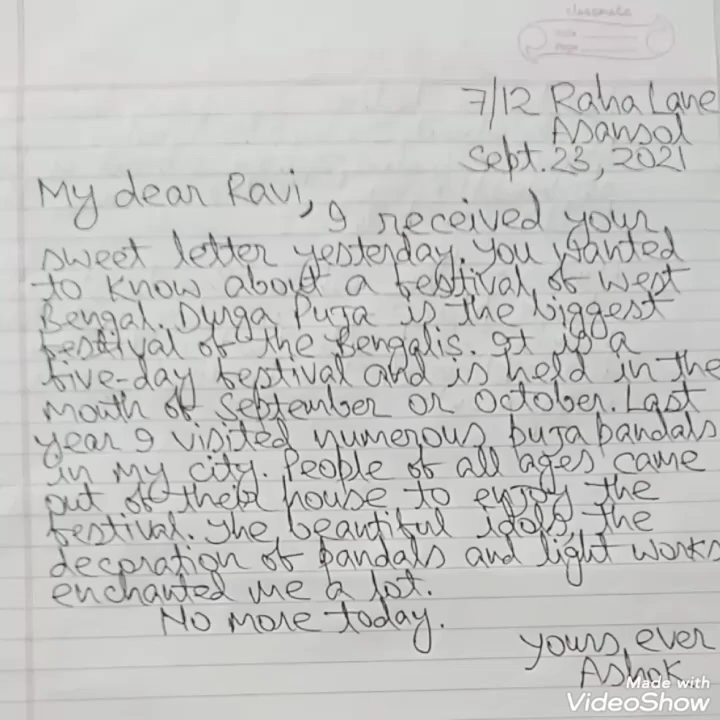 classmate
Date
Page
7/12 Raha Lane
Asansol
Sept. 23, 2021
My dear Ravi,
I received your
sweet letter yesterday. You wanted
to know about a festival of West
Bengal. Durga Puja is the biggest
festival of the Bengalis. It is a
five-day festival and is held in the
month of September or October. Last
year I visited numerous puja pandals
in my city. People of all ages came
out of their house to enjoy the
festival. The beautiful idols, the
decoration of pandals and light works
enchanted me a lot.
No more today.
Yours ever
Ashok
Made with
VideoShow